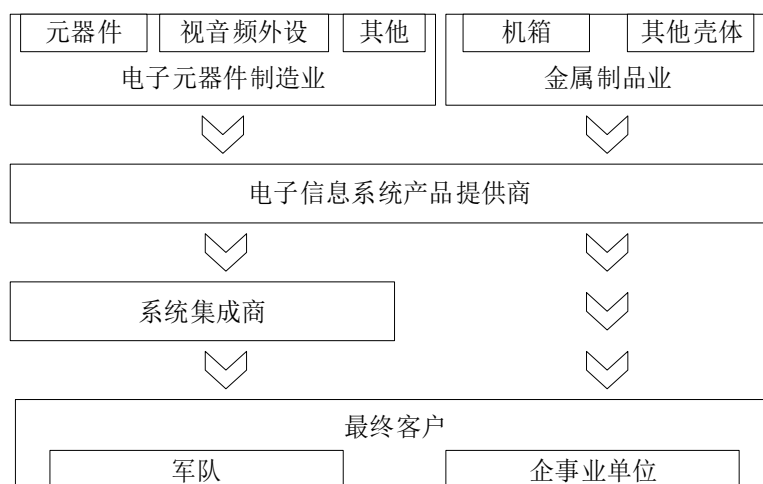 元器件 视音频外设 其他 机箱 其他壳体
电子元器件制造业 金属制品业
电子信息系统产品提供商
系统集成商
最终客户
军队 企事业单位